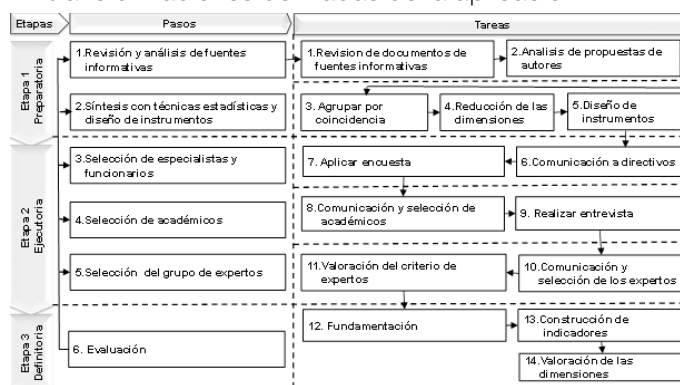 Etapas
Pasos
Tareas
Etapa 1
Preparatoria
1.Revisión y análisis de fuentes
informativas
1.Revision de documentos de
fuentes informativas
2.Analisis de propuestas de
autores
2.Síntesis con técnicas estadísticas y
diseño de instrumentos
3. Agrupar por
coincidencia
4.Reducción de las
dimensiones
5.Diseño de
instrumentos
Etapa 2
Ejecutoria
3.Selección de especialistas y
funcionarios
7. Aplicar encuesta
6.Comunicación a directivos
4.Selección de académicos
8.Comunicación y selección de
académicos
9. Realizar entrevista
5.Selección del grupo de expertos
11.Valoración del criterio de
expertos
10.Comunicación y
selección de los expertos
Etapa 3
Definitoria
6. Evaluación
12. Fundamentación
13.Construcción de
indicadores
14.Valoración de las
dimensiones